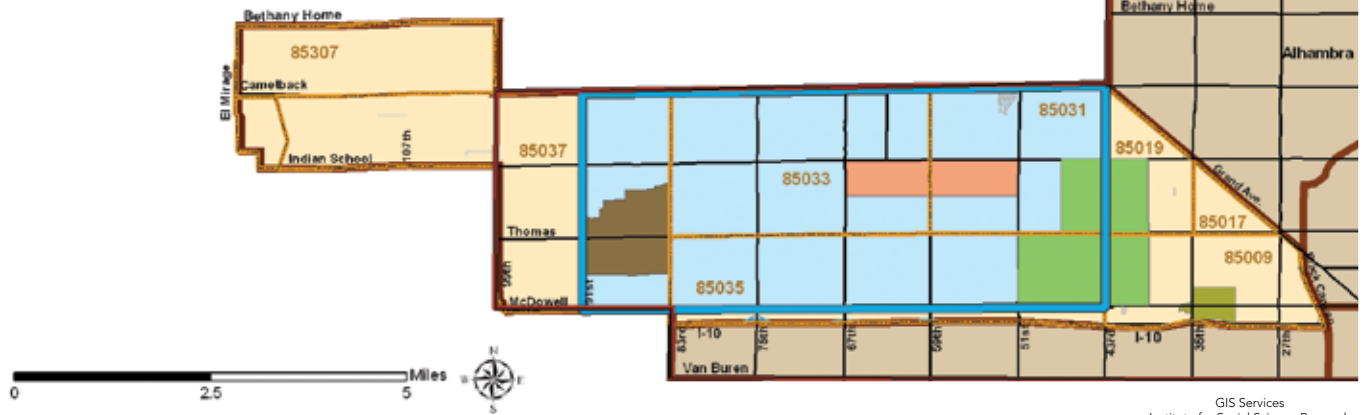 Bethany Home
Bethany Home
85307
Alhambra
El Mirage
Camelback
85031
107th
85037
85019
Indian School
85033
Grand Ave.
85017
Thomas
85009
99th
91st
85035
McDowell
83rd
I-10
75th
67th
59th
51st
43rd
I-10
35th
27th
Van Buren
N
W
E
S
0
2.5
5
Miles
GIS Services